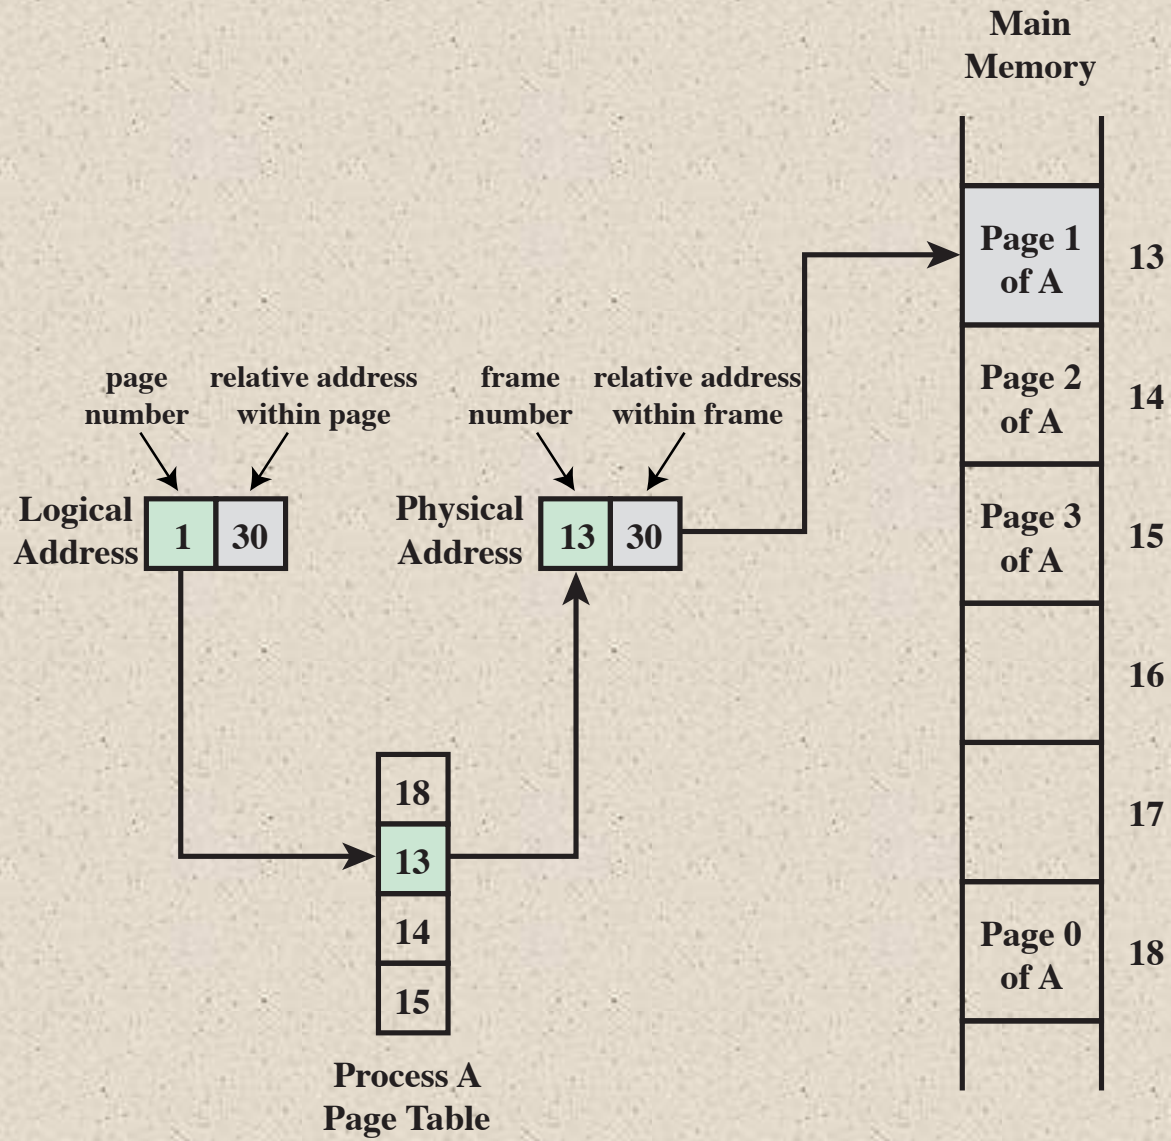 Main
Memory
Page 1
of A
13
Page 2
of A
14
Page 3
of A
15
16
17
Page 0
of A
18
page
number
relative address
within page
frame
number
relative address
within frame
Logical
Address
1
30
Physical
Address
13
30
18
13
14
15
Process A
Page Table